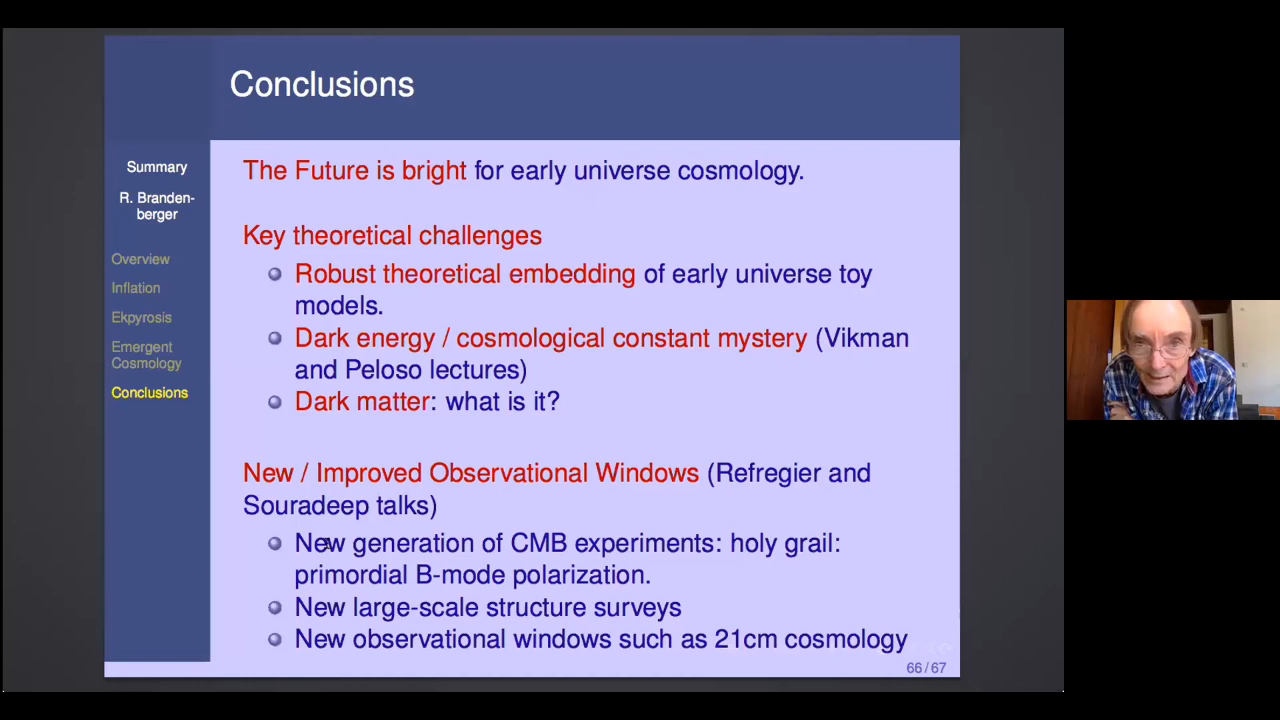 Conclusions
Summary
R. Branden-
berger
Overview
Inflation
Ekpyrosis
Emergent
Cosmology
Conclusions
The Future is bright for early universe cosmology.
Key theoretical challenges
Robust theoretical embedding of early universe toy
models.
Dark energy / cosmological constant mystery (Vikman
and Peloso lectures)
Dark matter: what is it?
New / Improved Observational Windows (Refregier and
Souradeep talks)
New generation of CMB experiments: holy grail:
primordial B-mode polarization.
New large-scale structure surveys
New observational windows such as 21cm cosmology
66/67